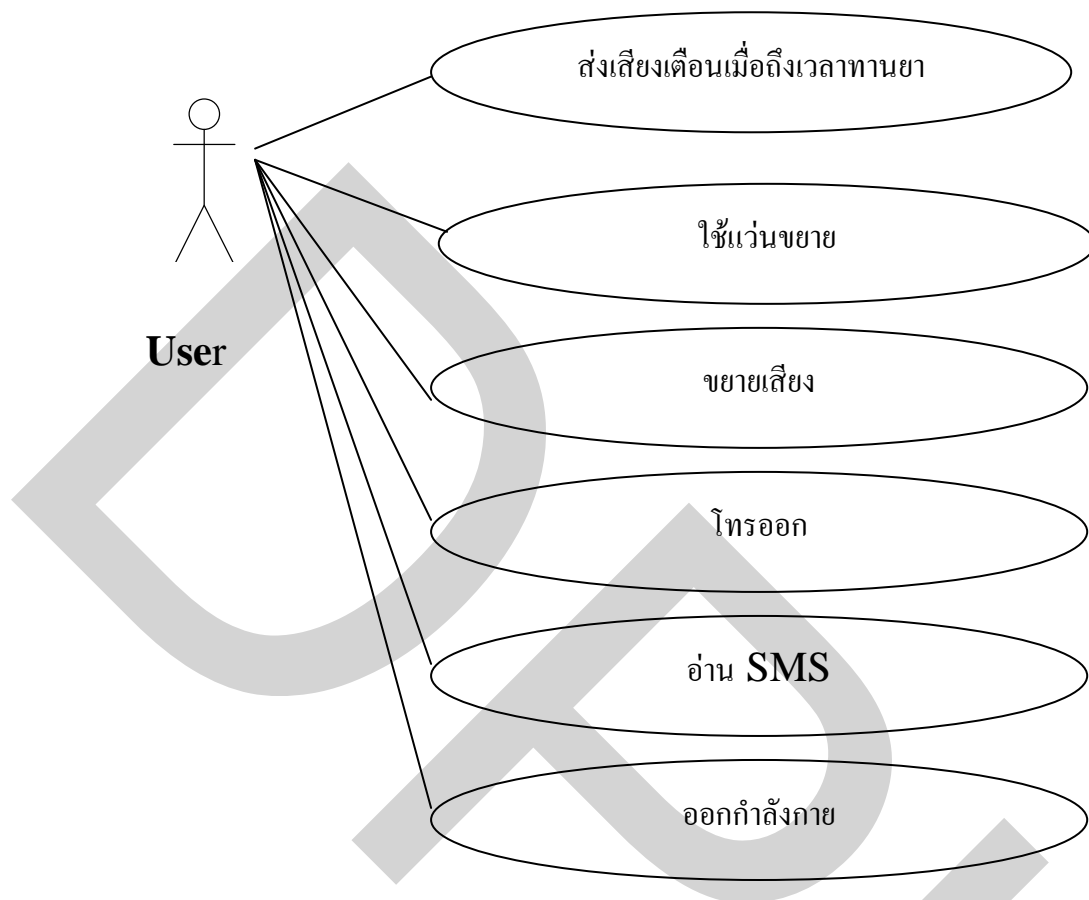 ส่งเสียงเตือนเมื่อถึงเวลาทานยา
ใช้แว่นขยาย
User
ขยายเสียง
โทรออก
อ่าน SMS
ออกกำลังกาย